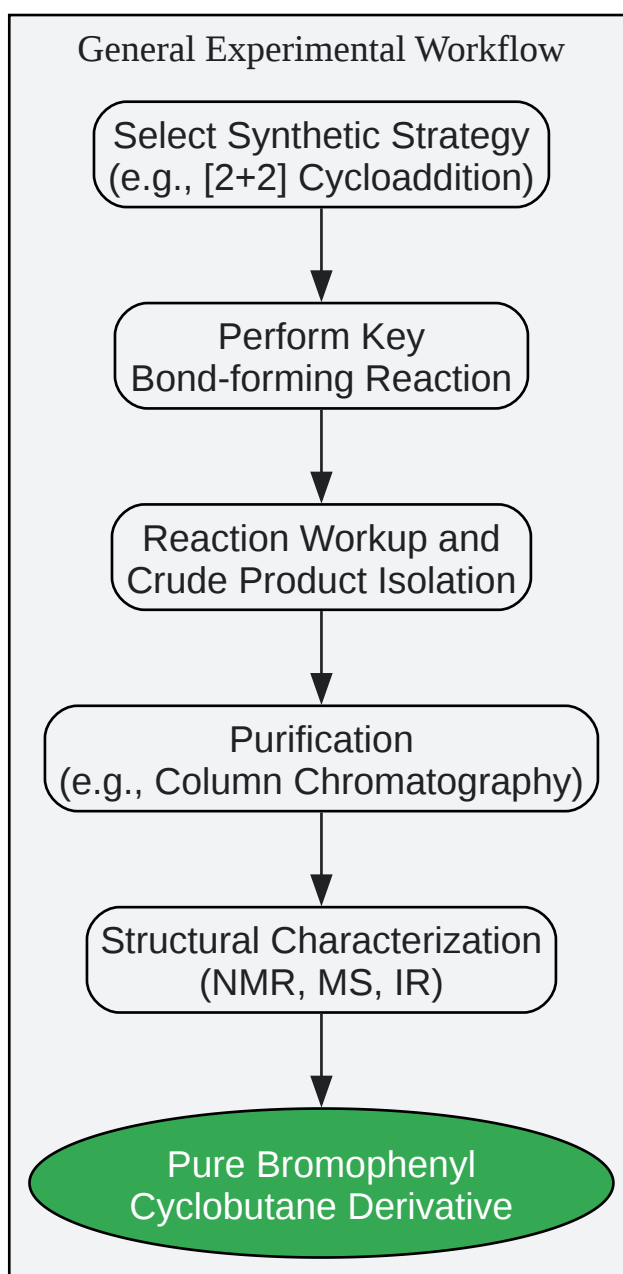 General Experimental Workflow
Select Synthetic Strategy
(e.g., [2+2] Cycloaddition)
Perform Key
Bond-forming Reaction
Reaction Workup and
Crude Product Isolation
Purification
(e.g., Column Chromatography)
Structural Characterization
(NMR, MS, IR)
Pure Bromophenyl
Cyclobutane Derivative